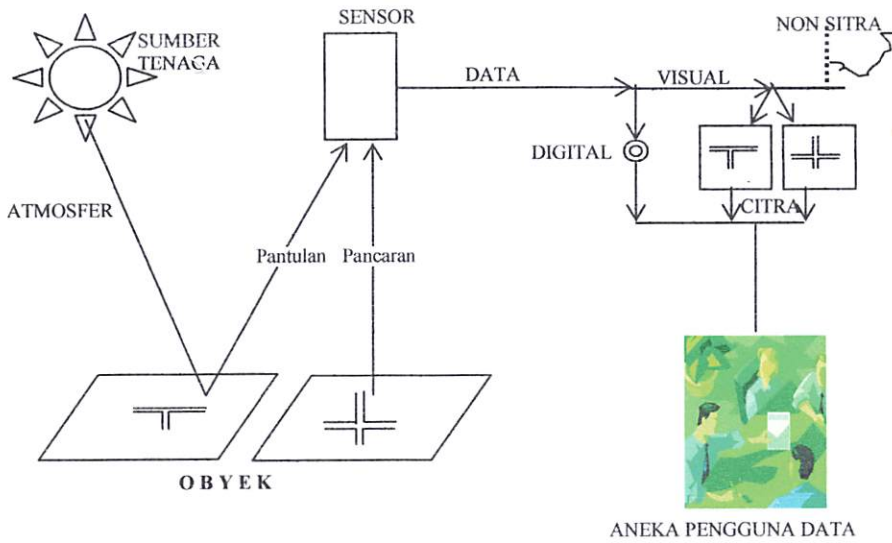 SENSOR
NON SITRA
SUMBER
TENAGA
DATA
VISUAL
DIGITAL
CITRA
ATMOSFER
Pantulan
Pancaran
OBYEK
ANEKA PENGGUNA DATA